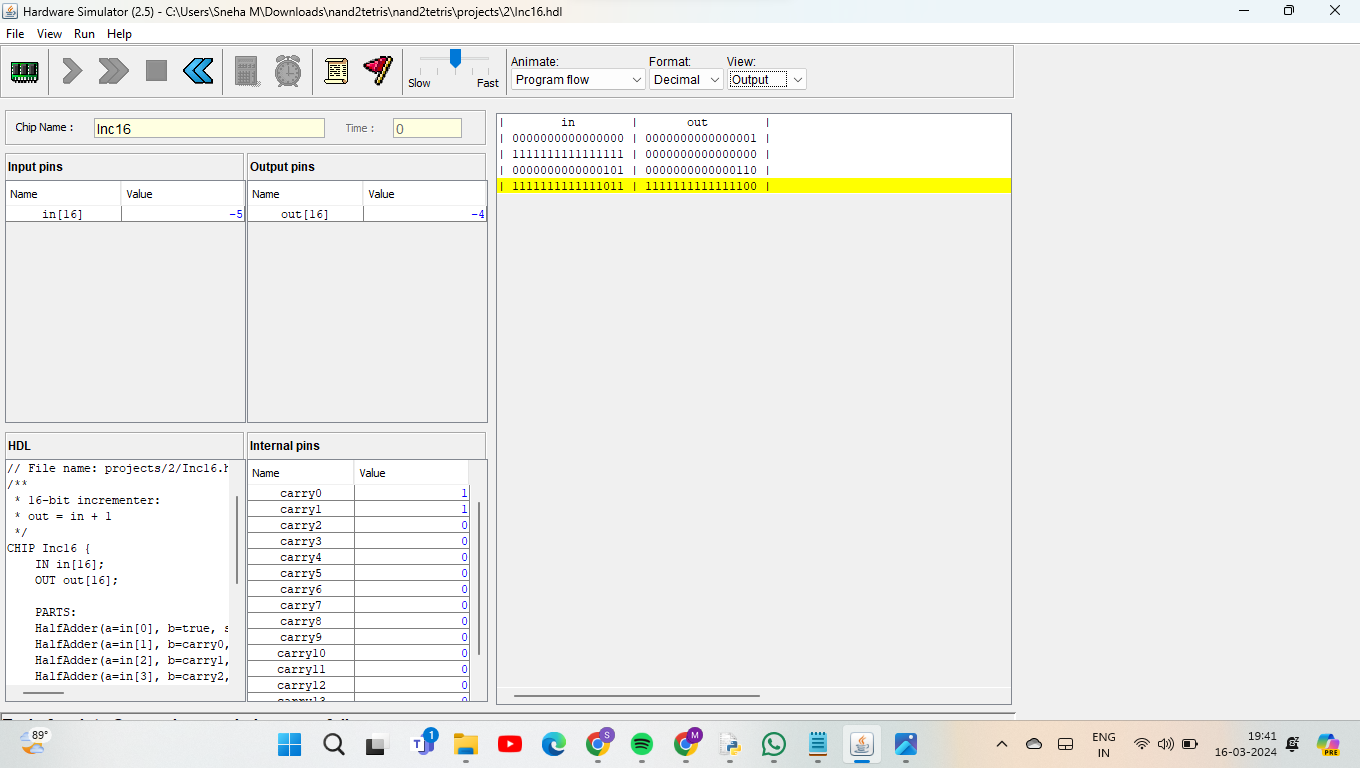 Hardware Simulator (2.5) - C:\Users\Sneha M\Downloads\nand2tetris\nand2tetris\projects\2\Inc16.hdl
File View Run Help
Slow Fast
Animate: Format: View:
Program flow Decimal Output
Chip Name : Inc16 Time : 0
Input pins
Name Value
in[16] -5
Output pins
Name Value
out[16] -4
| in | out |
| 0000000000000000 | 0000000000000001 |
| 1111111111111111 | 0000000000000000 |
| 0000000000000101 | 0000000000000110 |
| 1111111111111011 | 1111111111111100 |
HDL
// File name: projects/2/Inc16.h
/**
* 16-bit incrementer:
* out = in + 1
*/
CHIP Inc16 {
IN in[16];
OUT out[16];
PARTS:
HalfAdder(a=in[0], b=true, s
HalfAdder(a=in[1], b=carry0,
HalfAdder(a=in[2], b=carry1,
HalfAdder(a=in[3], b=carry2,
Internal pins
Name Value
carry0 1
carry1 1
carry2 0
carry3 0
carry4 0
carry5 0
carry6 0
carry7 0
carry8 0
carry9 0
carry10 0
carry11 0
carry12 0
carry13 0
89°
1
S
M
ENG
IN
19:41
16-03-2024
PRE